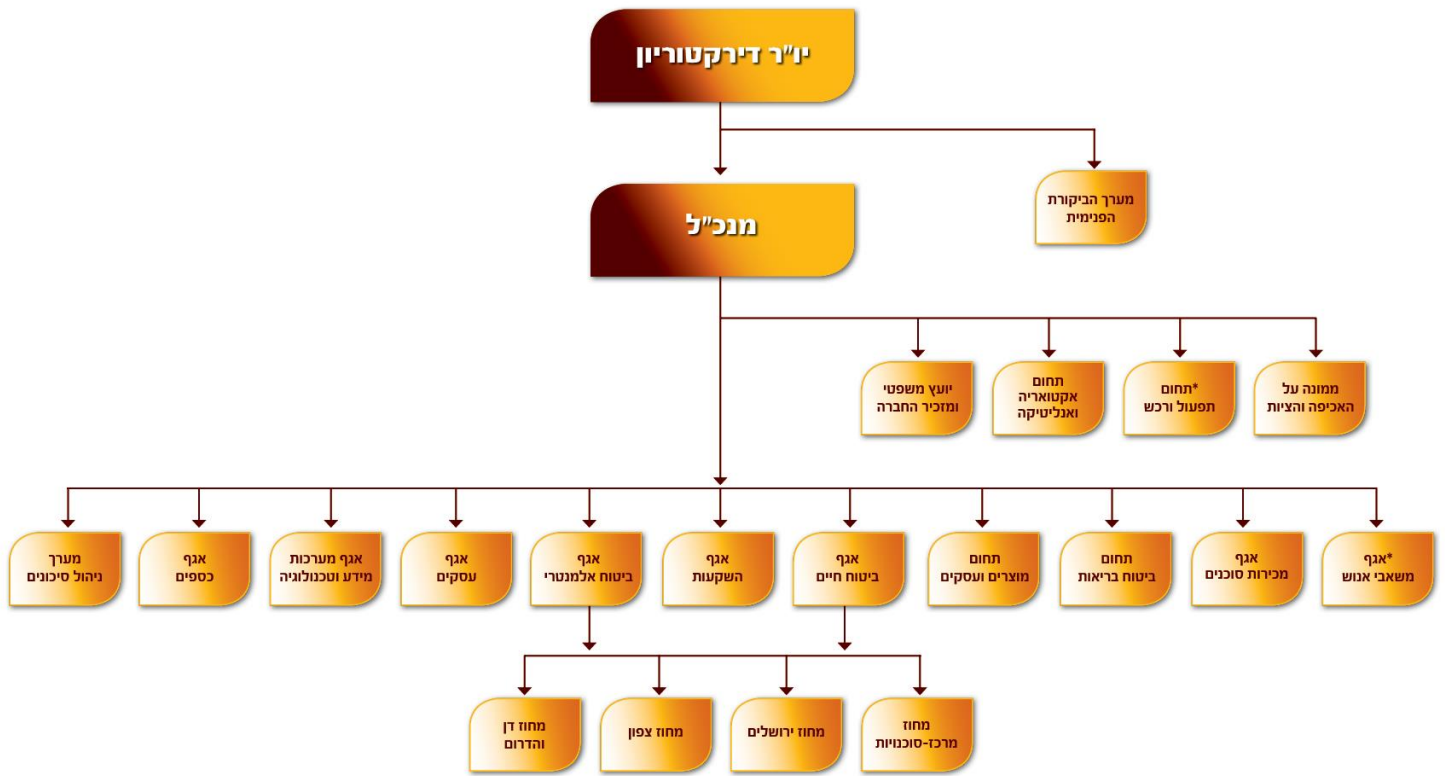 יו"ר דירקטוריון
מערך הביקורת
הפנימית
מנכ"ל
ממונה על
האכיפה והציות
*תחום
תפעול ורכש
תחום
אקטואריה
ואנליטיקה
יועץ משפטי
ומזכיר החברה
*אגף
משאבי אנוש
אגף
מכירות סוכנים
תחום
ביטוח בריאות
תחום
מוצרים ועסקים
אגף
ביטוח חיים
אגף
השקעות
אגף
ביטוח אלמנטרי
אגף
עסקים
אגף מערכות
מידע וטכנולוגיה
אגף
כספים
מערך
ניהול סיכונים
מחוז
מרכז-סוכנויות
מחוז ירושלים
מחוז צפון
מחוז דן
והדרום